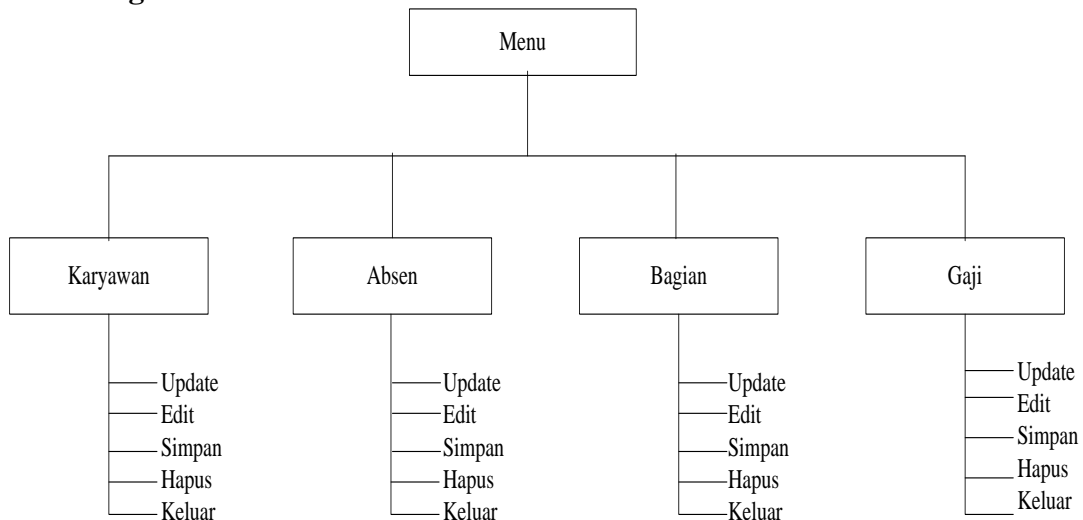 Menu
Karyawan
Absen
Bagian
Gaji
Update
Edit
Simpan
Hapus
Keluar
Update
Edit
Simpan
Hapus
Keluar
Update
Edit
Simpan
Hapus
Keluar
Update
Edit
Simpan
Hapus
Keluar